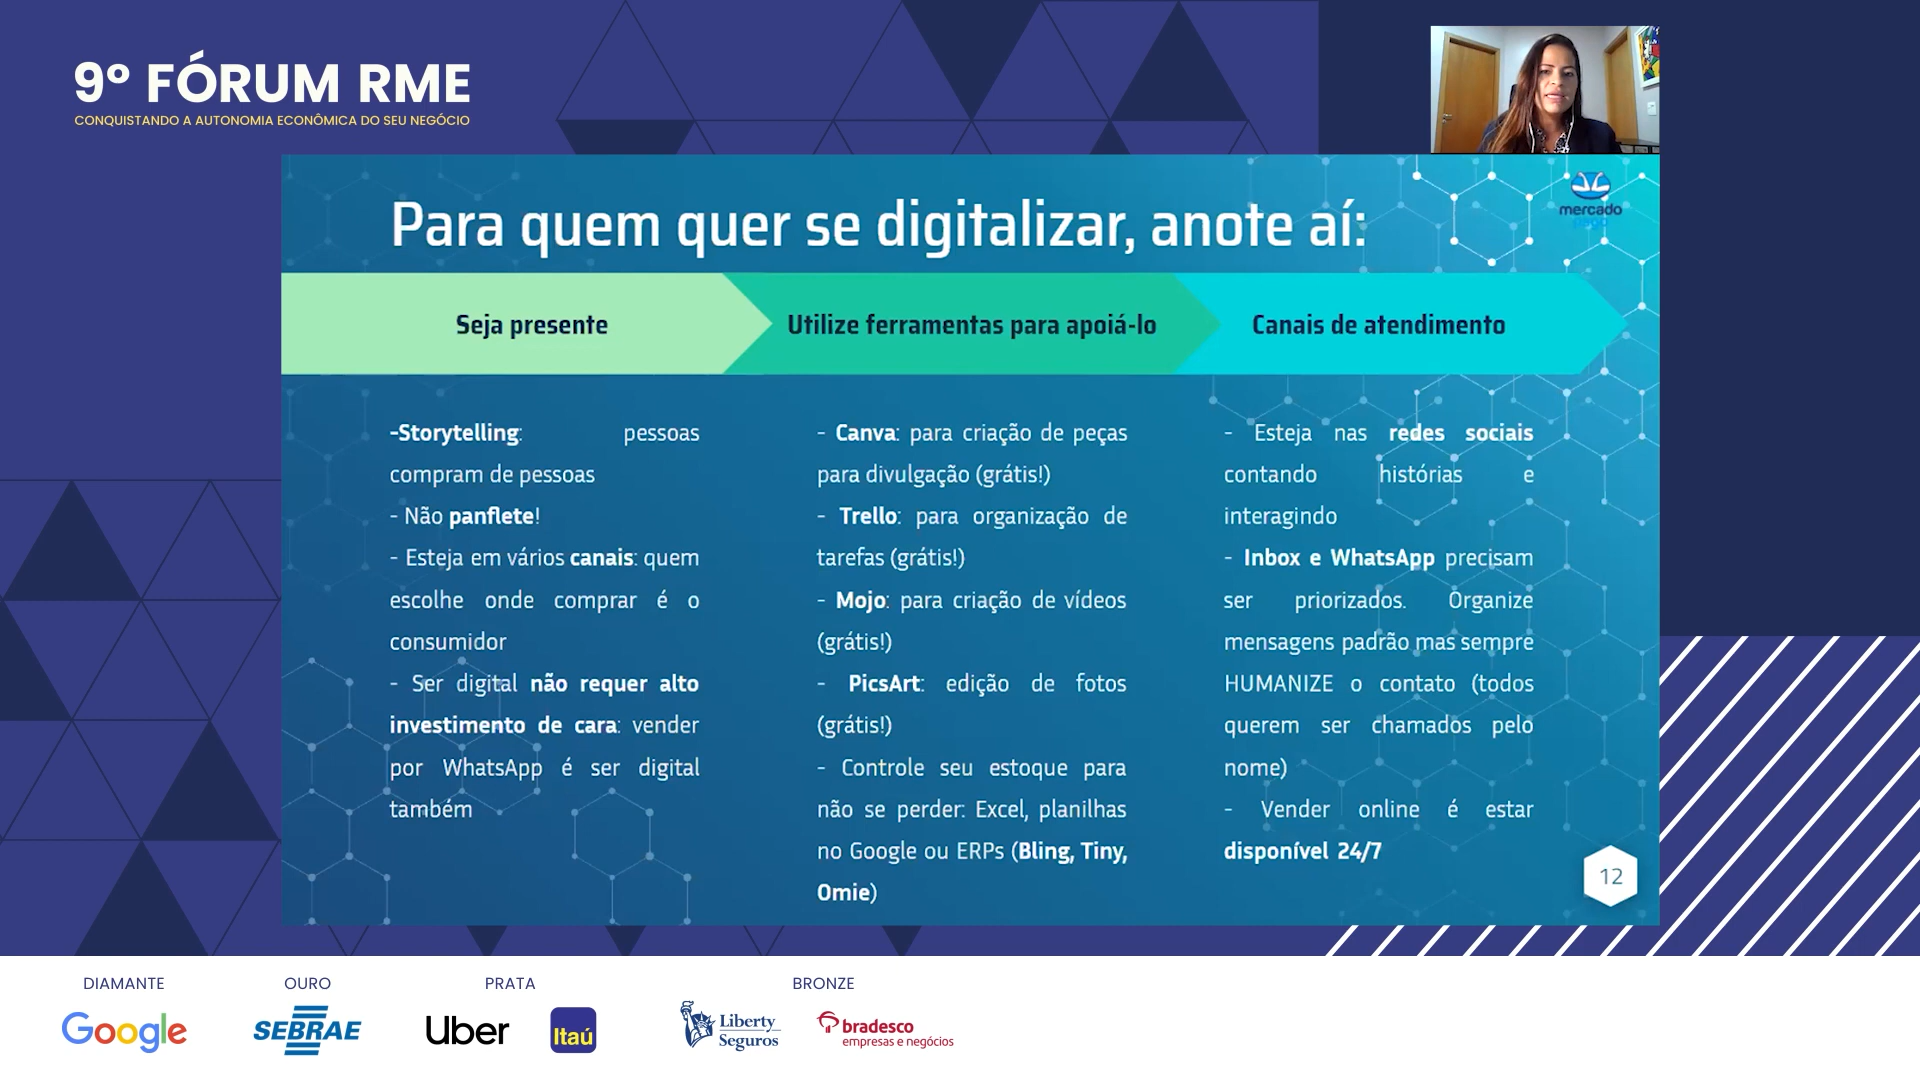 9º FÓRUM RME
CONQUISTANDO A AUTONOMIA ECONÔMICA DO SEU NEGÓCIO
mercado
pago
Para quem quer se digitalizar, anote aí:
Seja presente
Utilize ferramentas para apoiá-lo
Canais de atendimento
-Storytelling: pessoas
compram de pessoas
- Não panflete!
- Esteja em vários canais: quem
escolhe onde comprar é o
consumidor
- Ser digital não requer alto
investimento de cara: vender
por WhatsApp é ser digital
também
- Canva: para criação de peças
para divulgação (grátis!)
- Trello: para organização de
tarefas (grátis!)
- Mojo: para criação de vídeos
(grátis!)
- PicsArt: edição de fotos
(grátis!)
- Controle seu estoque para
não se perder: Excel, planilhas
no Google ou ERPs (Bling, Tiny,
Omie)
- Esteja nas redes sociais
contando histórias e
interagindo
- Inbox e WhatsApp precisam
ser priorizados. Organize
mensagens padrão mas sempre
HUMANIZE o contato (todos
querem ser chamados pelo
nome)
- Vender online é estar
disponível 24/7
12
DIAMANTE
Google
OURO
SEBRAE
PRATA
Uber
Itaú
BRONZE
Liberty
Seguros
bradesco
empresas e negócios